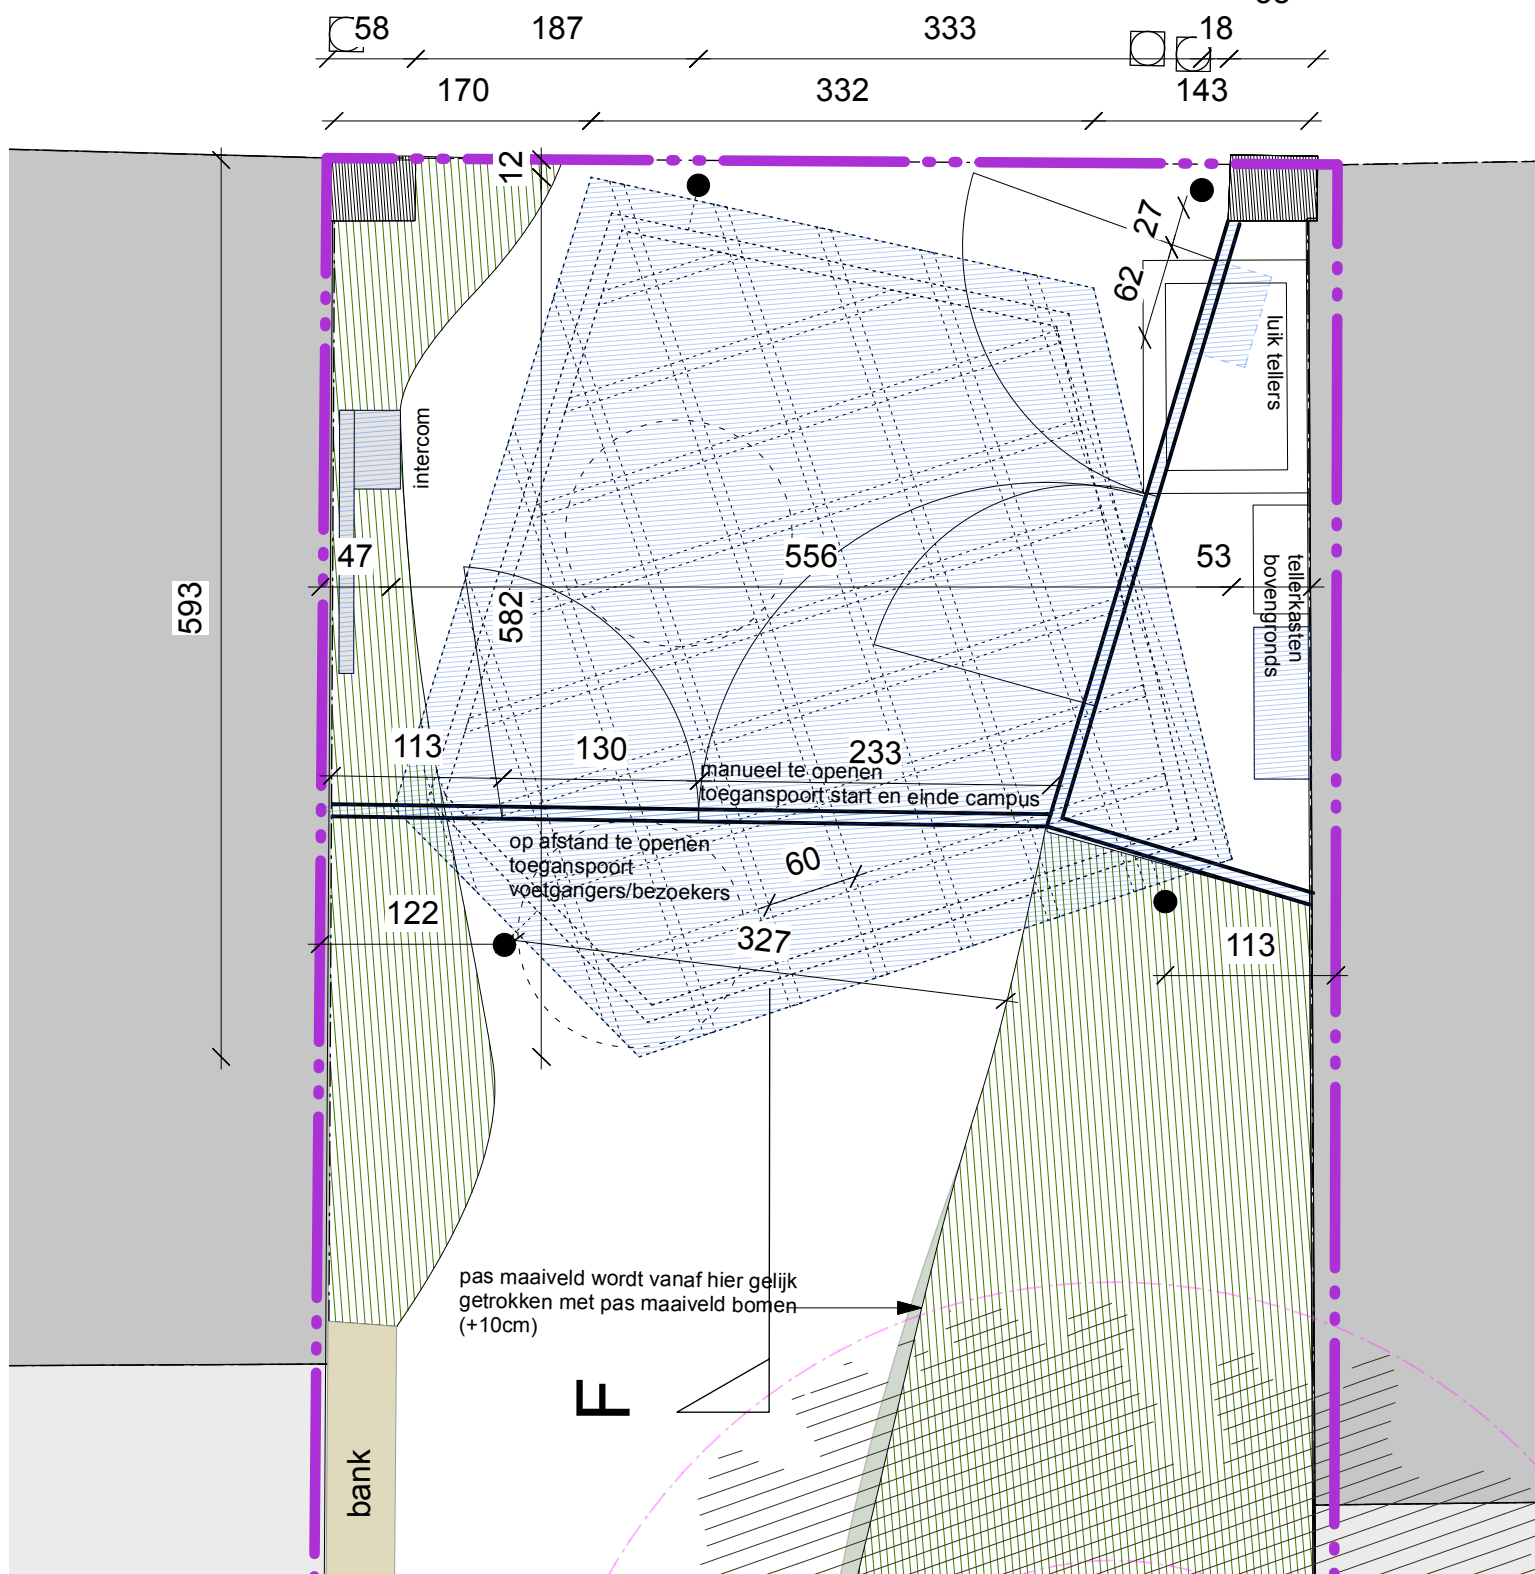 58
187
333
18
170
332
143
12
27
62
luik tellers
intercom
47
556
53
593
582
tellerkasten
bovengronds
113
130
233
manueel te openen
toeganspoort start en einde campus
op afstand te openen
toeganspoort
voetgangers/bezoekers
60
122
327
113
pas maaiveld wordt vanaf hier gelijk
getrokken met pas maaiveld bomen
(+10cm)
F
bank